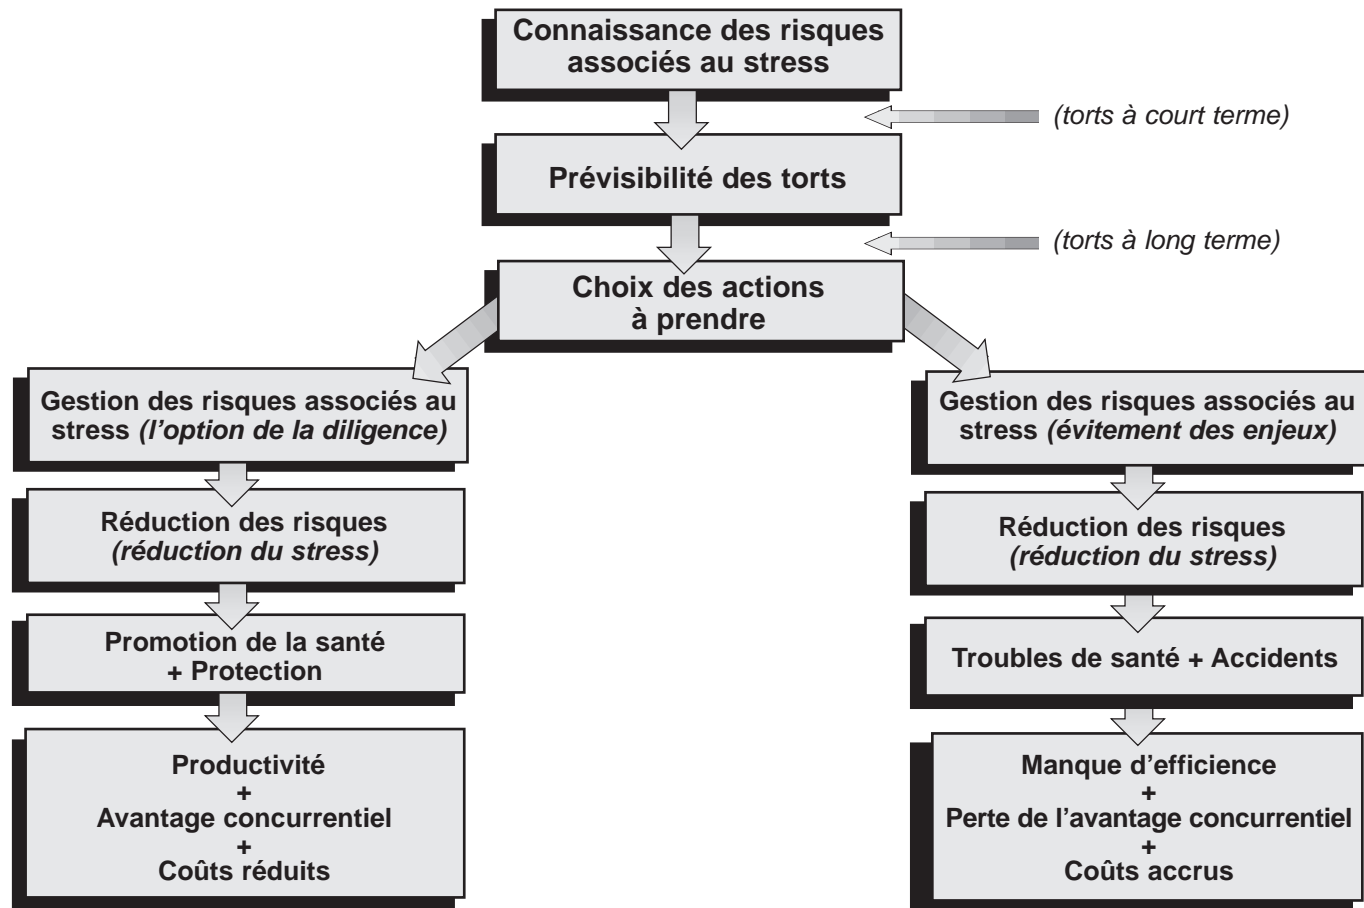 Connaissance des risques
associés au stress
(torts à court terme)
Prévisibilité des torts
(torts à long terme)
Choix des actions
à prendre
Gestion des risques associés au
stress (l'option de la diligence)
Réduction des risques
(réduction du stress)
Promotion de la santé
+ Protection
Productivité
+
Avantage concurrentiel
+
Coûts réduits
Gestion des risques associés au
stress (évitement des enjeux)
Réduction des risques
(réduction du stress)
Troubles de santé + Accidents
Manque d'efficience
+
Perte de l'avantage concurrentiel
+
Coûts accrus